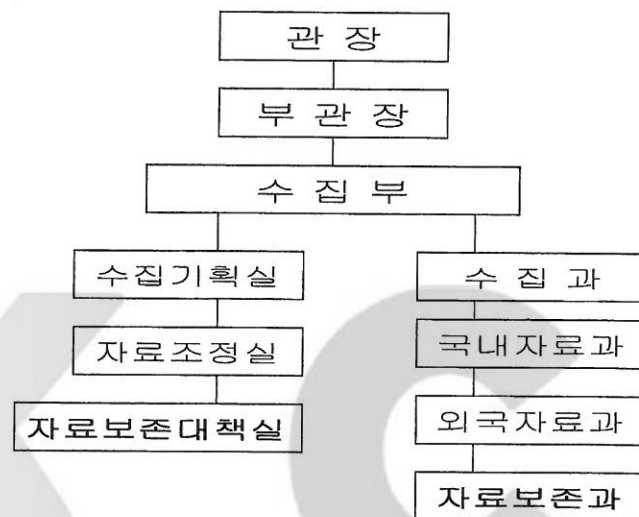 관 장
부 관 장
수 집 부
수집기획실
수 집 과
자료조정실
국내자료과
자료보존대책실
외국자료과
자료보존과